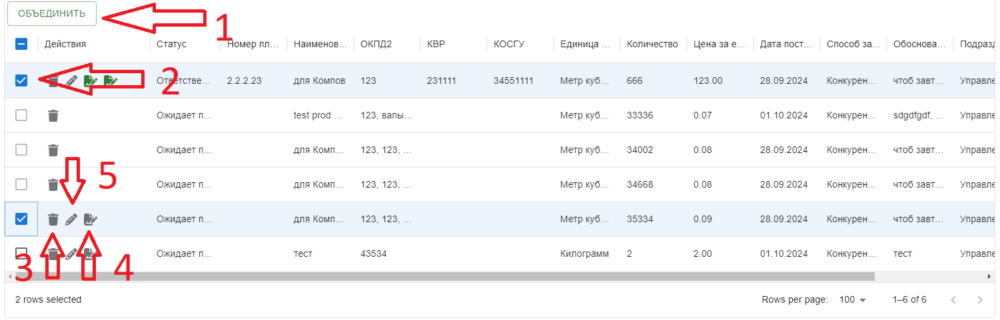 ОБЪЕДИНИТЬ 1
Действия Статус Номер пл... Наименов... ОКПД2 КВР КОСГУ Единица ... Количество Цена за е... Дата пост... Способ за... Обоснова... Подразд
2 Ответстве... 2.2.2.23 для Компов 123 231111 34551111 Метр куб... 666 123.00 28.09.2024 Конкурен... чтоб завт... Управле
Ожидает п... test prod ... 123, вапы... Метр куб... 33336 0.07 01.10.2024 Конкурен... sdgdfgdf, ... Управле
Ожидает п... для Комп... 123, 123, ... Метр куб... 34002 0.08 28.09.2024 Конкурен... чтоб завт... Управле
5 Ожидает п... для Комп... 123, 123, ... Метр куб... 34668 0.08 28.09.2024 Конкурен... чтоб завт... Управле
Ожидает п... для Комп... 123, 123, ... Метр куб... 35334 0.09 28.09.2024 Конкурен... чтоб завт... Управле
3 4 Ожидает п... тест 43534 Килограмм 2 2.00 01.10.2024 Конкурен... тест Управле
2 rows selected Rows per page: 100 1–6 of 6